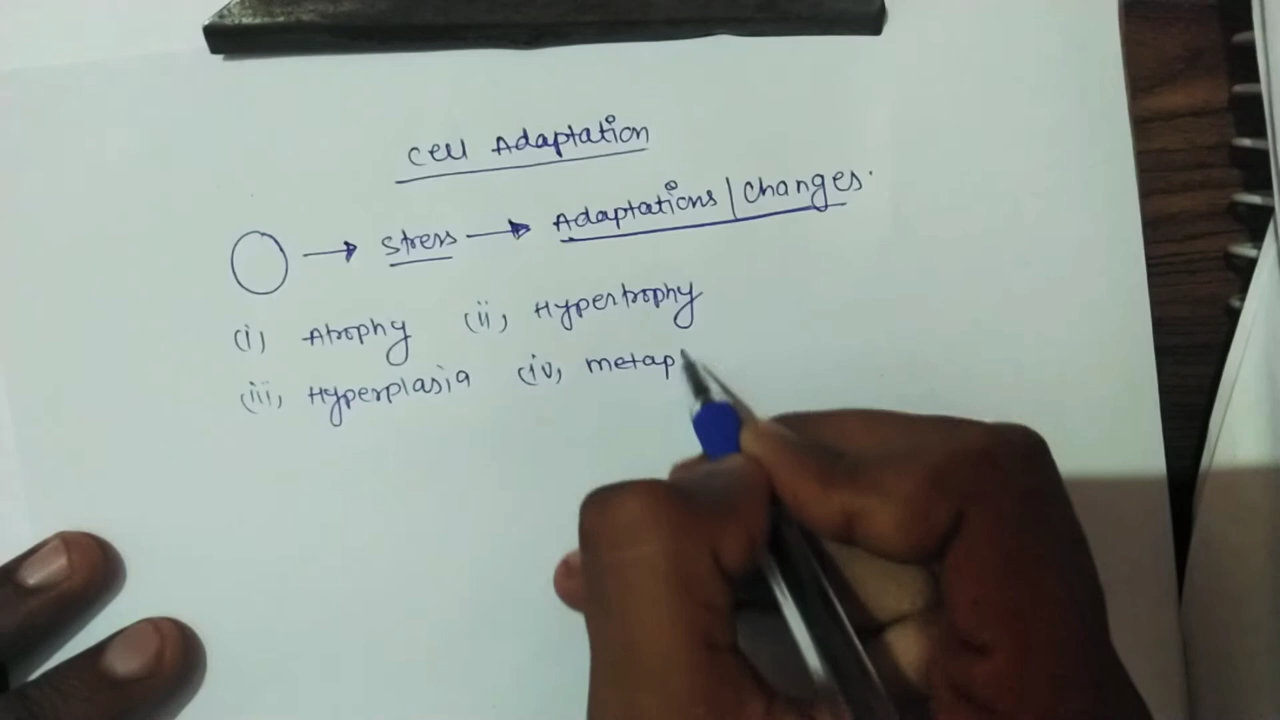 Cell Adaptation
→ Stress → Adaptations | Changes.
(i) Atrophy (ii) Hypertrophy
(iii) Hyperplasia (iv) metap